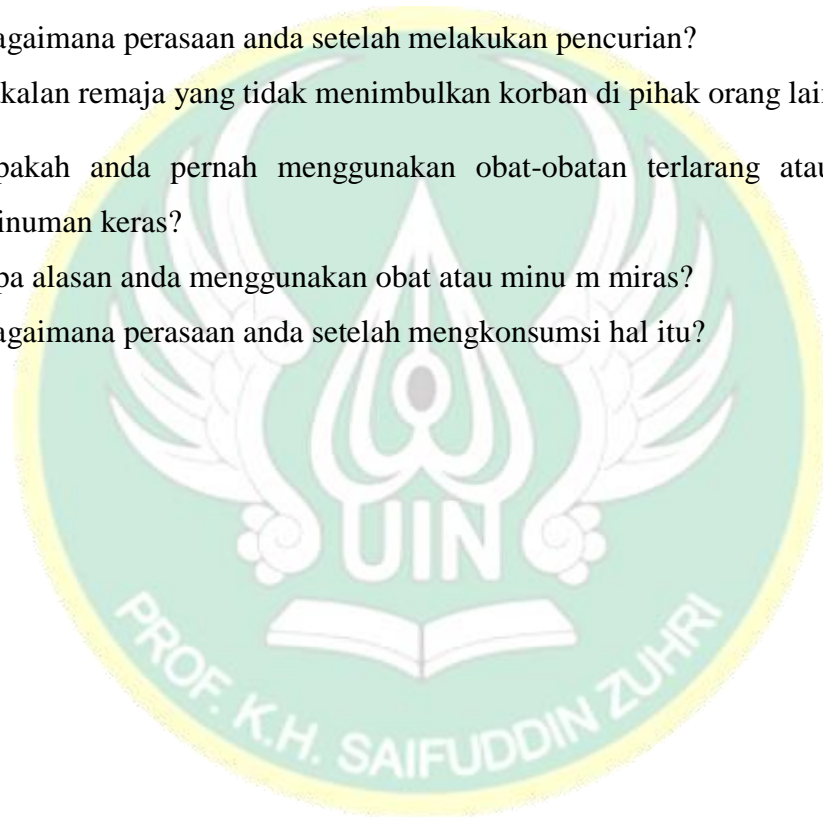 agaimana perasaan anda setelah melakukan pencurian?
kalan remaja yang tidak menimbulkan korban di pihak orang lai
pakah anda pernah menggunakan obat-obatan terlarang atau
inuman keras?
pa alasan anda menggunakan obat atau minu m miras?
agaimana perasaan anda setelah mengkonsumsi hal itu?
UIN
PROF. K.H. SAIFUDDIN ZUHRI